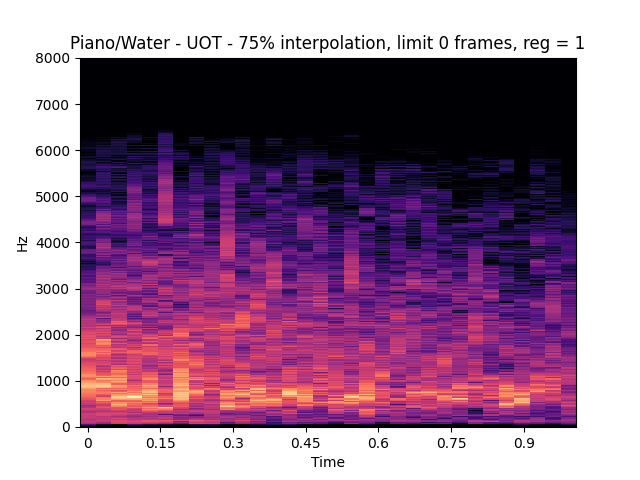 Piano/Water - UOT - 75% interpolation, limit 0 frames, reg = 1
8000
7000
6000
5000
4000
3000
2000
1000
0
Hz
0 0.15 0.3 0.45 0.6 0.75 0.9
Time